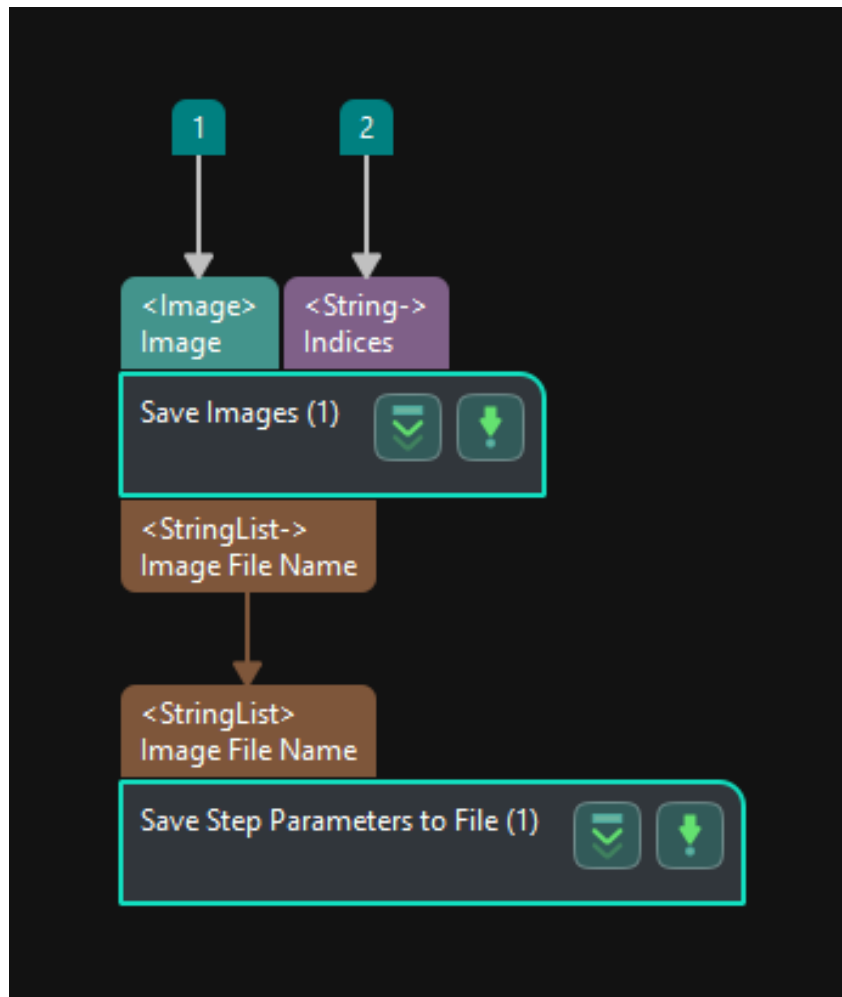 1
2
<Image>
Image
<String->
Indices
Save Images (1)
<StringList->
Image File Name
<StringList>
Image File Name
Save Step Parameters to File (1)